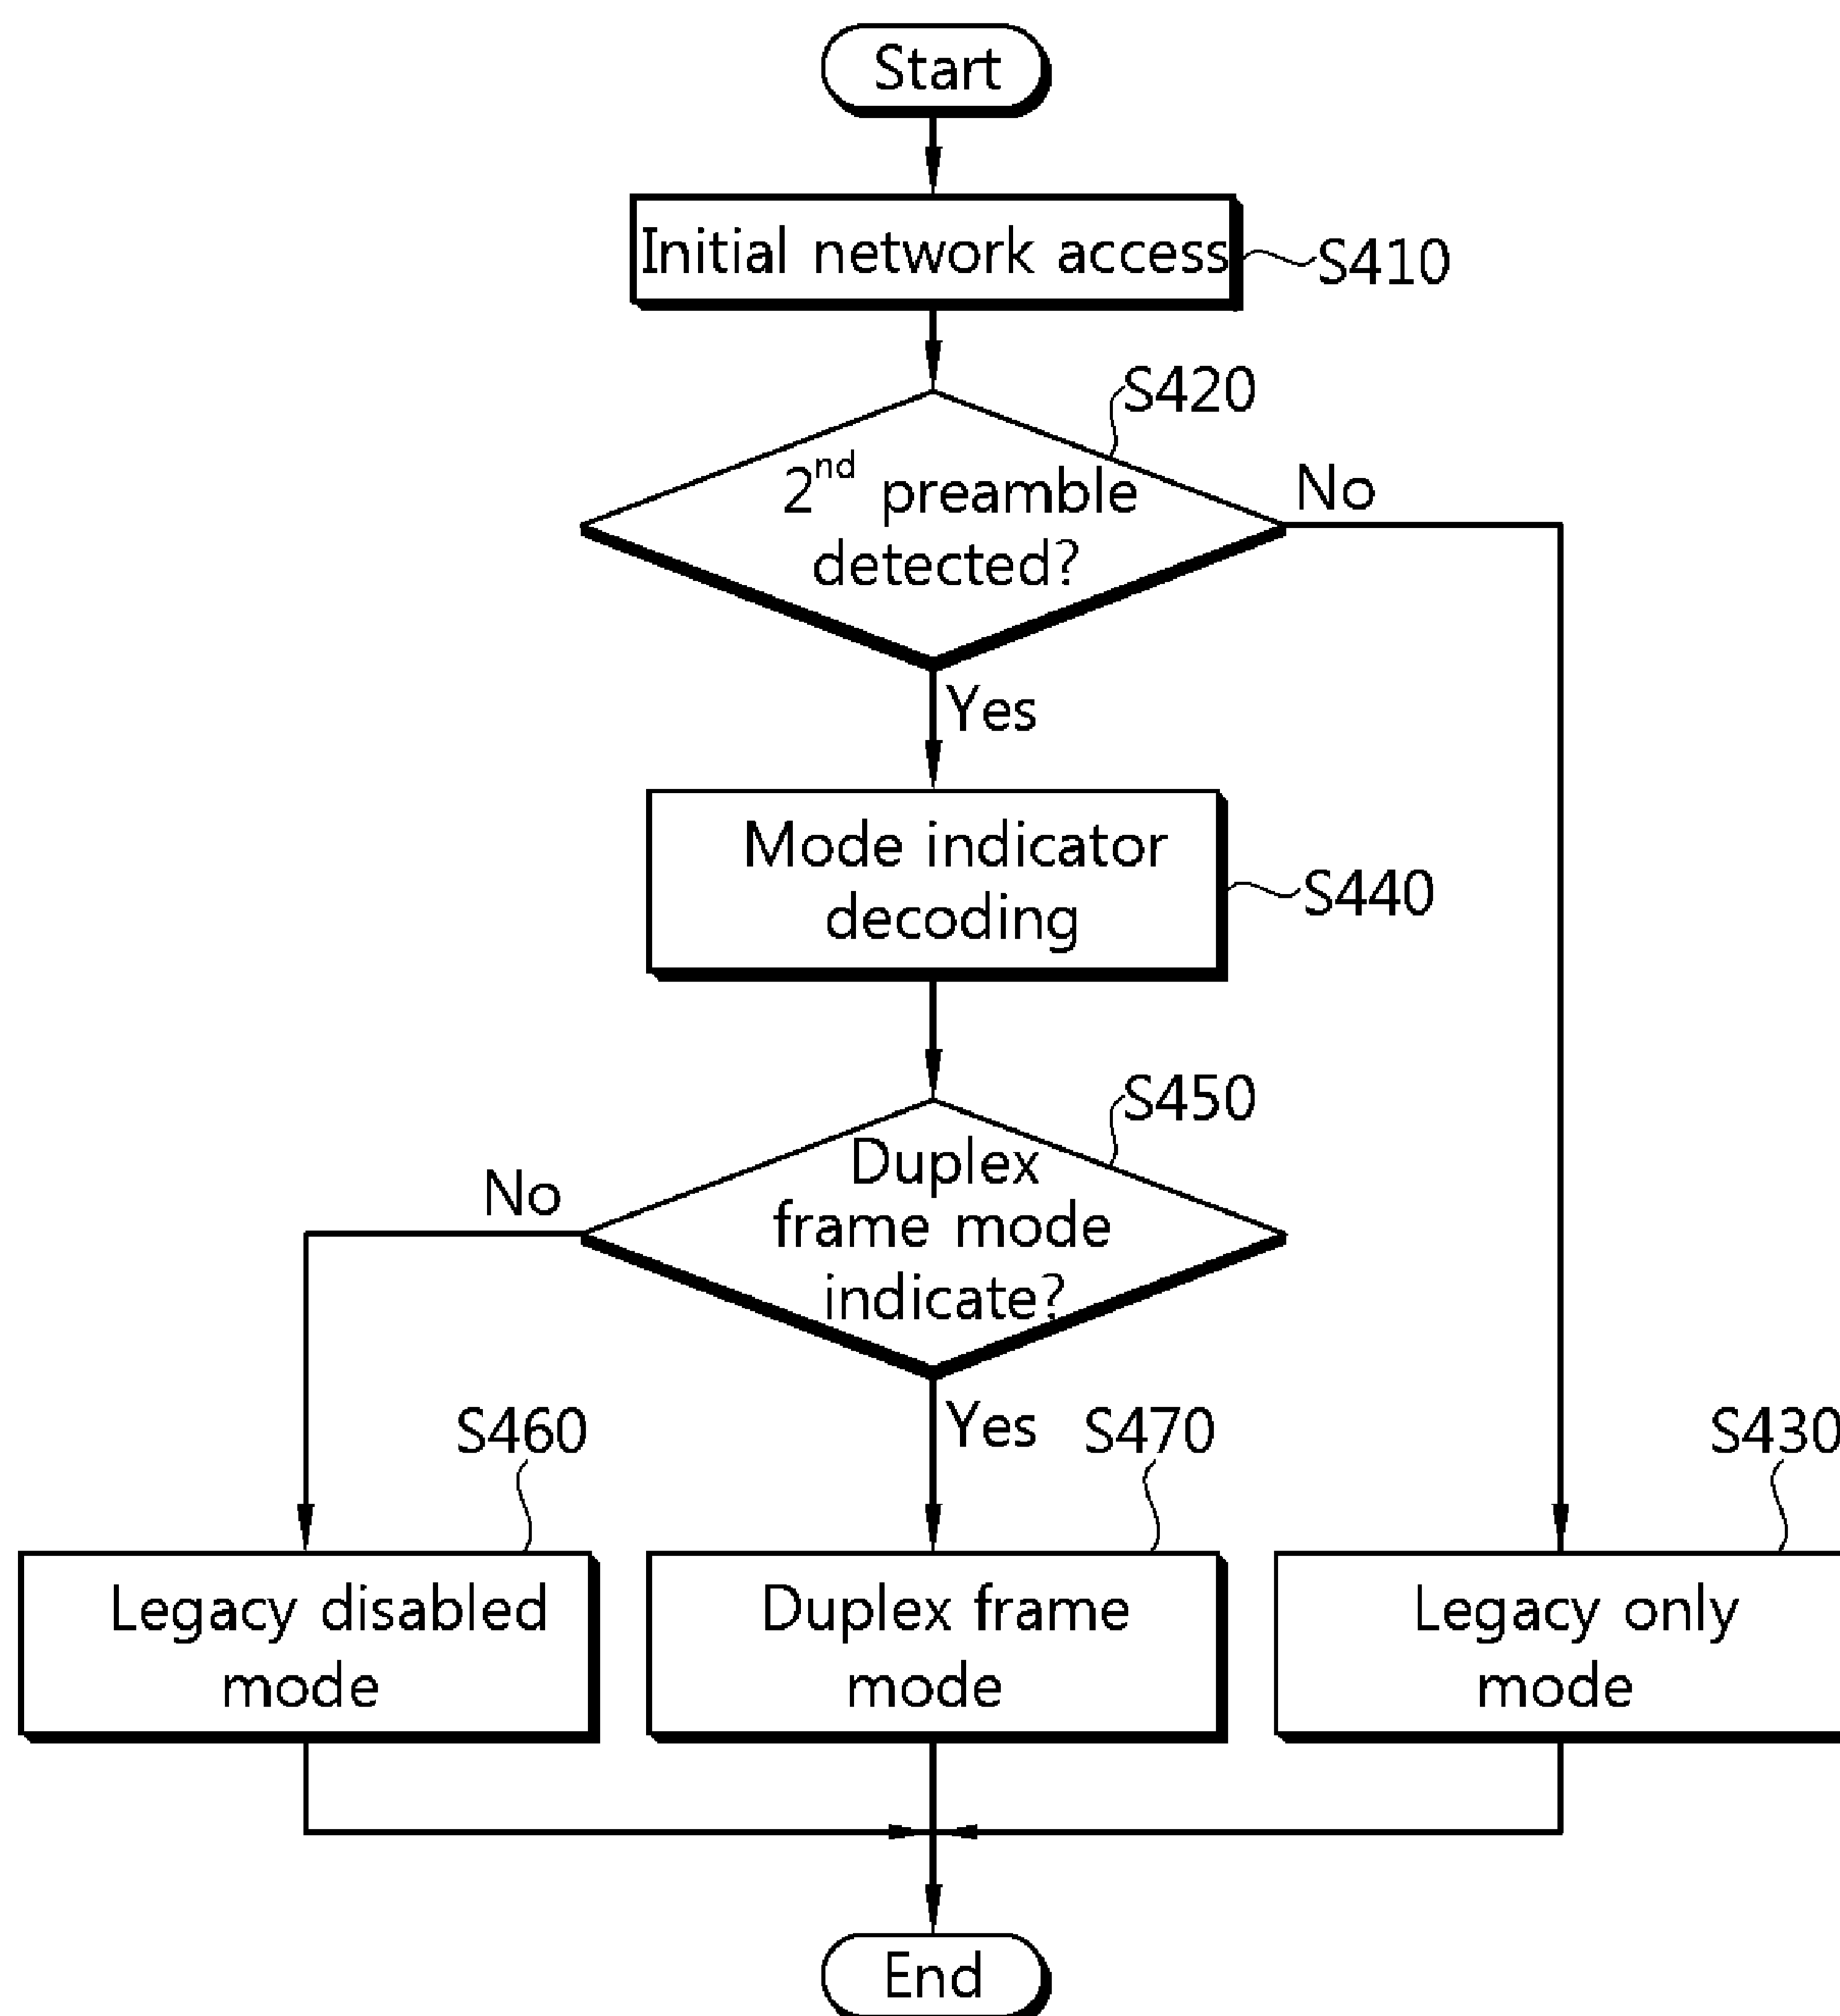 Start
Initial network access
S410
S420
2nd preamble
detected?
No
Yes
Mode indicator
decoding
S440
S450
Duplex
frame mode
indicate?
No
Yes
S460
S470
S430
Legacy disabled
mode
Duplex frame
mode
Legacy only
mode
End